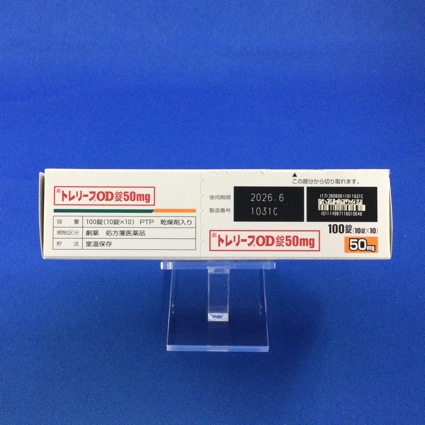 トレリーフOD錠50mg
容 量 100錠(10錠×10) PTP 乾燥剤入り
規制区分 劇薬 処方箋医薬品
貯 法 室温保存
▲
この部分から切り取れます。
使用期限 2026.6
製造番号 1031C
(17)260600(10)1031C
トレリーフOD錠50mg
100錠(10錠×10)
50mg